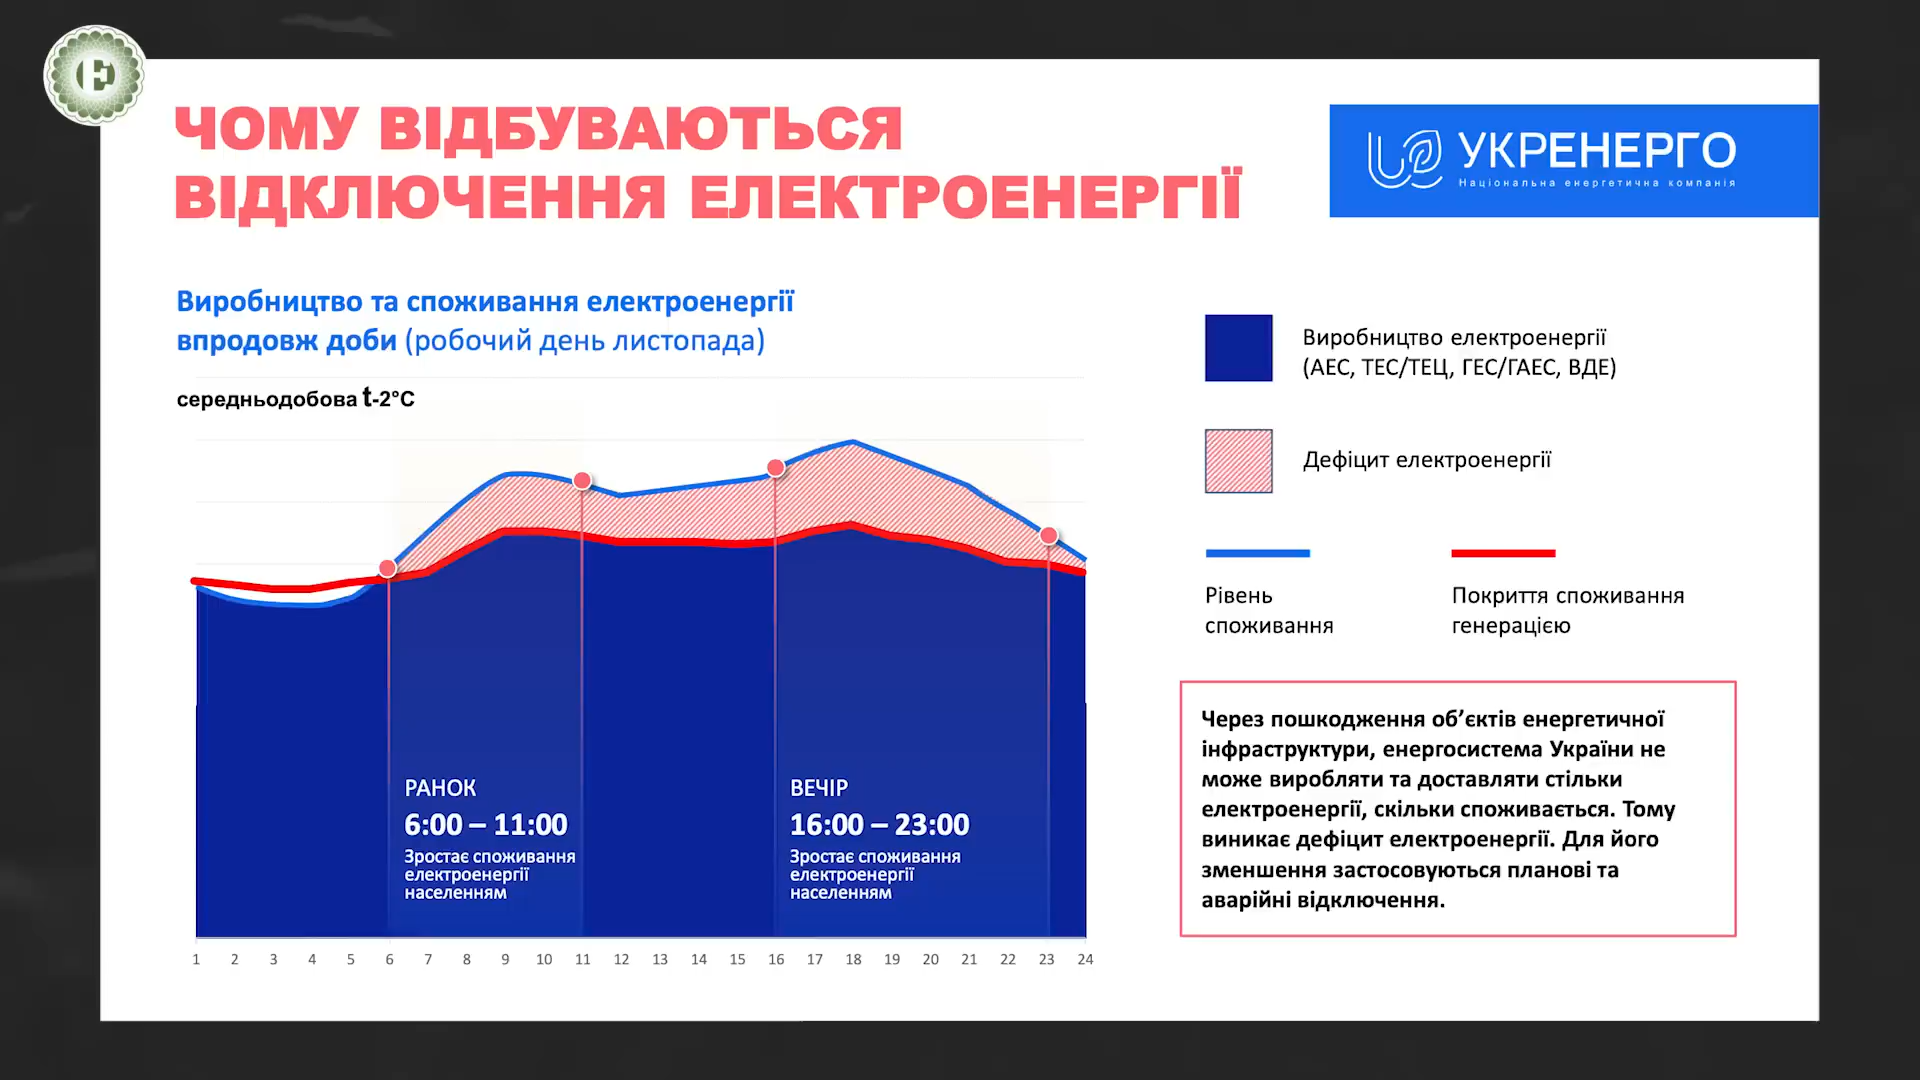 Є
ЧОМУ ВІДБУВАЮТЬСЯ
ВІДКЛЮЧЕННЯ ЕЛЕКТРОЕНЕРГІЇ
УКРЕНЕРГО
Національна енергетична компанія
Виробництво та споживання електроенергії
впродовж доби (робочий день листопада)
середньодобова t-2°C
РАНОК
6:00 – 11:00
Зростає споживання
електроенергії
населенням
ВЕЧІР
16:00 – 23:00
Зростає споживання
електроенергії
населенням
1 2 3 4 5 6 7 8 9 10 11 12 13 14 15 16 17 18 19 20 21 22 23 24
Виробництво електроенергії
(АЕС, ТЕС/ТЕЦ, ГЕС/ГАЕС, ВДЕ)
Дефіцит електроенергії
Рівень
споживання
Покриття споживання
генерацією
Через пошкодження об’єктів енергетичної
інфраструктури, енергосистема України не
може виробляти та доставляти стільки
електроенергії, скільки споживається. Тому
виникає дефіцит електроенергії. Для його
зменшення застосовуються планові та
аварійні відключення.